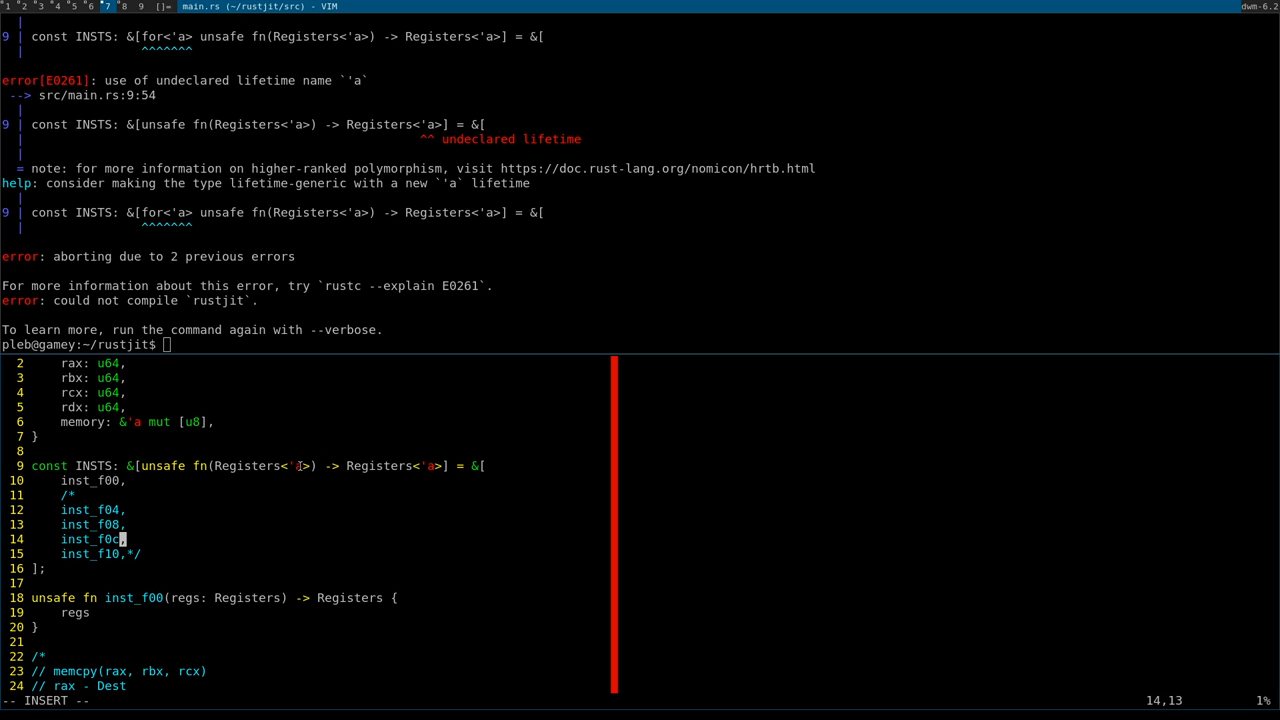 1 2 3 4 5 6 7 8 9 []= main.rs (~/rustjit/src) - VIM dwm-6.2
|
9 | const INSTS: &[for<'a> unsafe fn(Registers<'a>) -> Registers<'a>] = &[
| ^^^^^^^
error[E0261]: use of undeclared lifetime name `'a`
--> src/main.rs:9:54
|
9 | const INSTS: &[unsafe fn(Registers<'a>) -> Registers<'a>] = &[
| ^^ undeclared lifetime
|
= note: for more information on higher-ranked polymorphism, visit https://doc.rust-lang.org/nomicon/hrtb.html
help: consider making the type lifetime-generic with a new `'a` lifetime
|
9 | const INSTS: &[for<'a> unsafe fn(Registers<'a>) -> Registers<'a>] = &[
| ^^^^^^^
error: aborting due to 2 previous errors
For more information about this error, try `rustc --explain E0261`.
error: could not compile `rustjit`.
To learn more, run the command again with --verbose.
pleb@gamey:~/rustjit$
2 rax: u64,
3 rbx: u64,
4 rcx: u64,
5 rdx: u64,
6 memory: &'a mut [u8],
7 }
8
9 const INSTS: &[unsafe fn(Registers<'a>) -> Registers<'a>] = &[
10 inst_f00,
11 /*
12 inst_f04,
13 inst_f08,
14 inst_f0c,
15 inst_f10,*/
16 ];
17
18 unsafe fn inst_f00(regs: Registers) -> Registers {
19 regs
20 }
21
22 /*
23 // memcpy(rax, rbx, rcx)
24 // rax - Dest
-- INSERT -- 14,13 1%